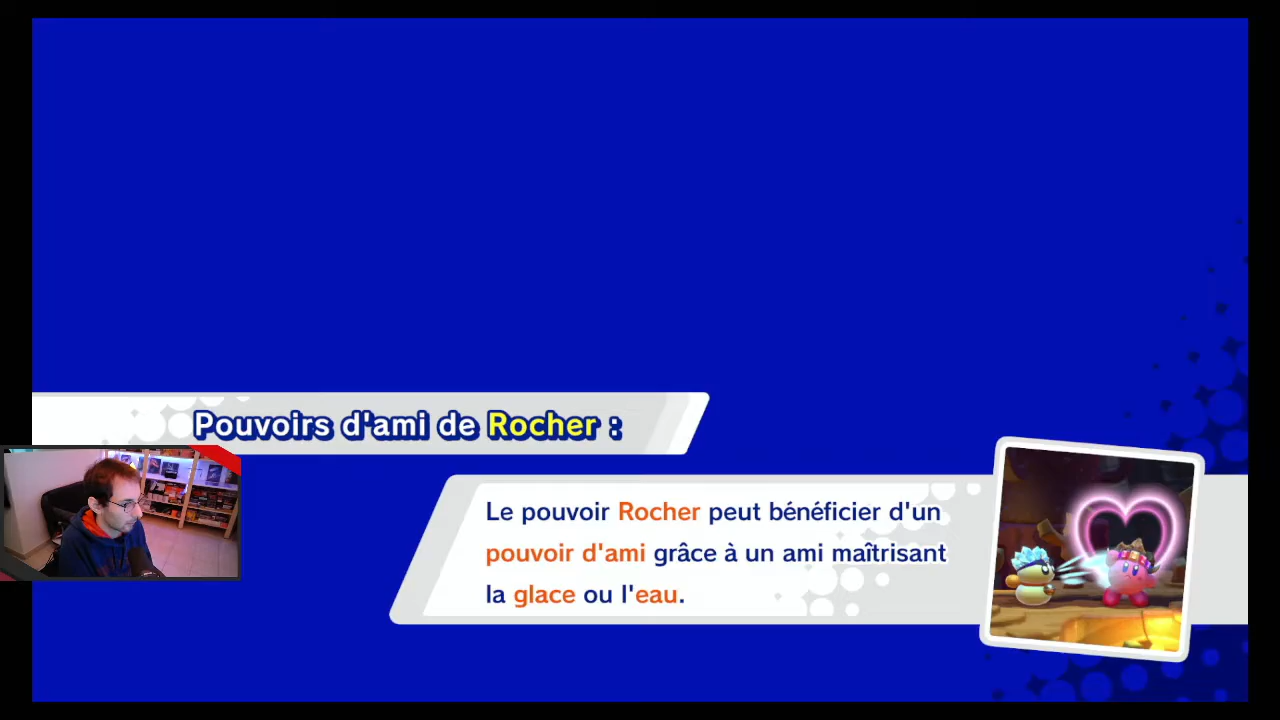 Pouvoirs d'ami de Rocher :
Le pouvoir Rocher peut bénéficier d'un
pouvoir d'ami grâce à un ami maîtrisant
la glace ou l'eau.